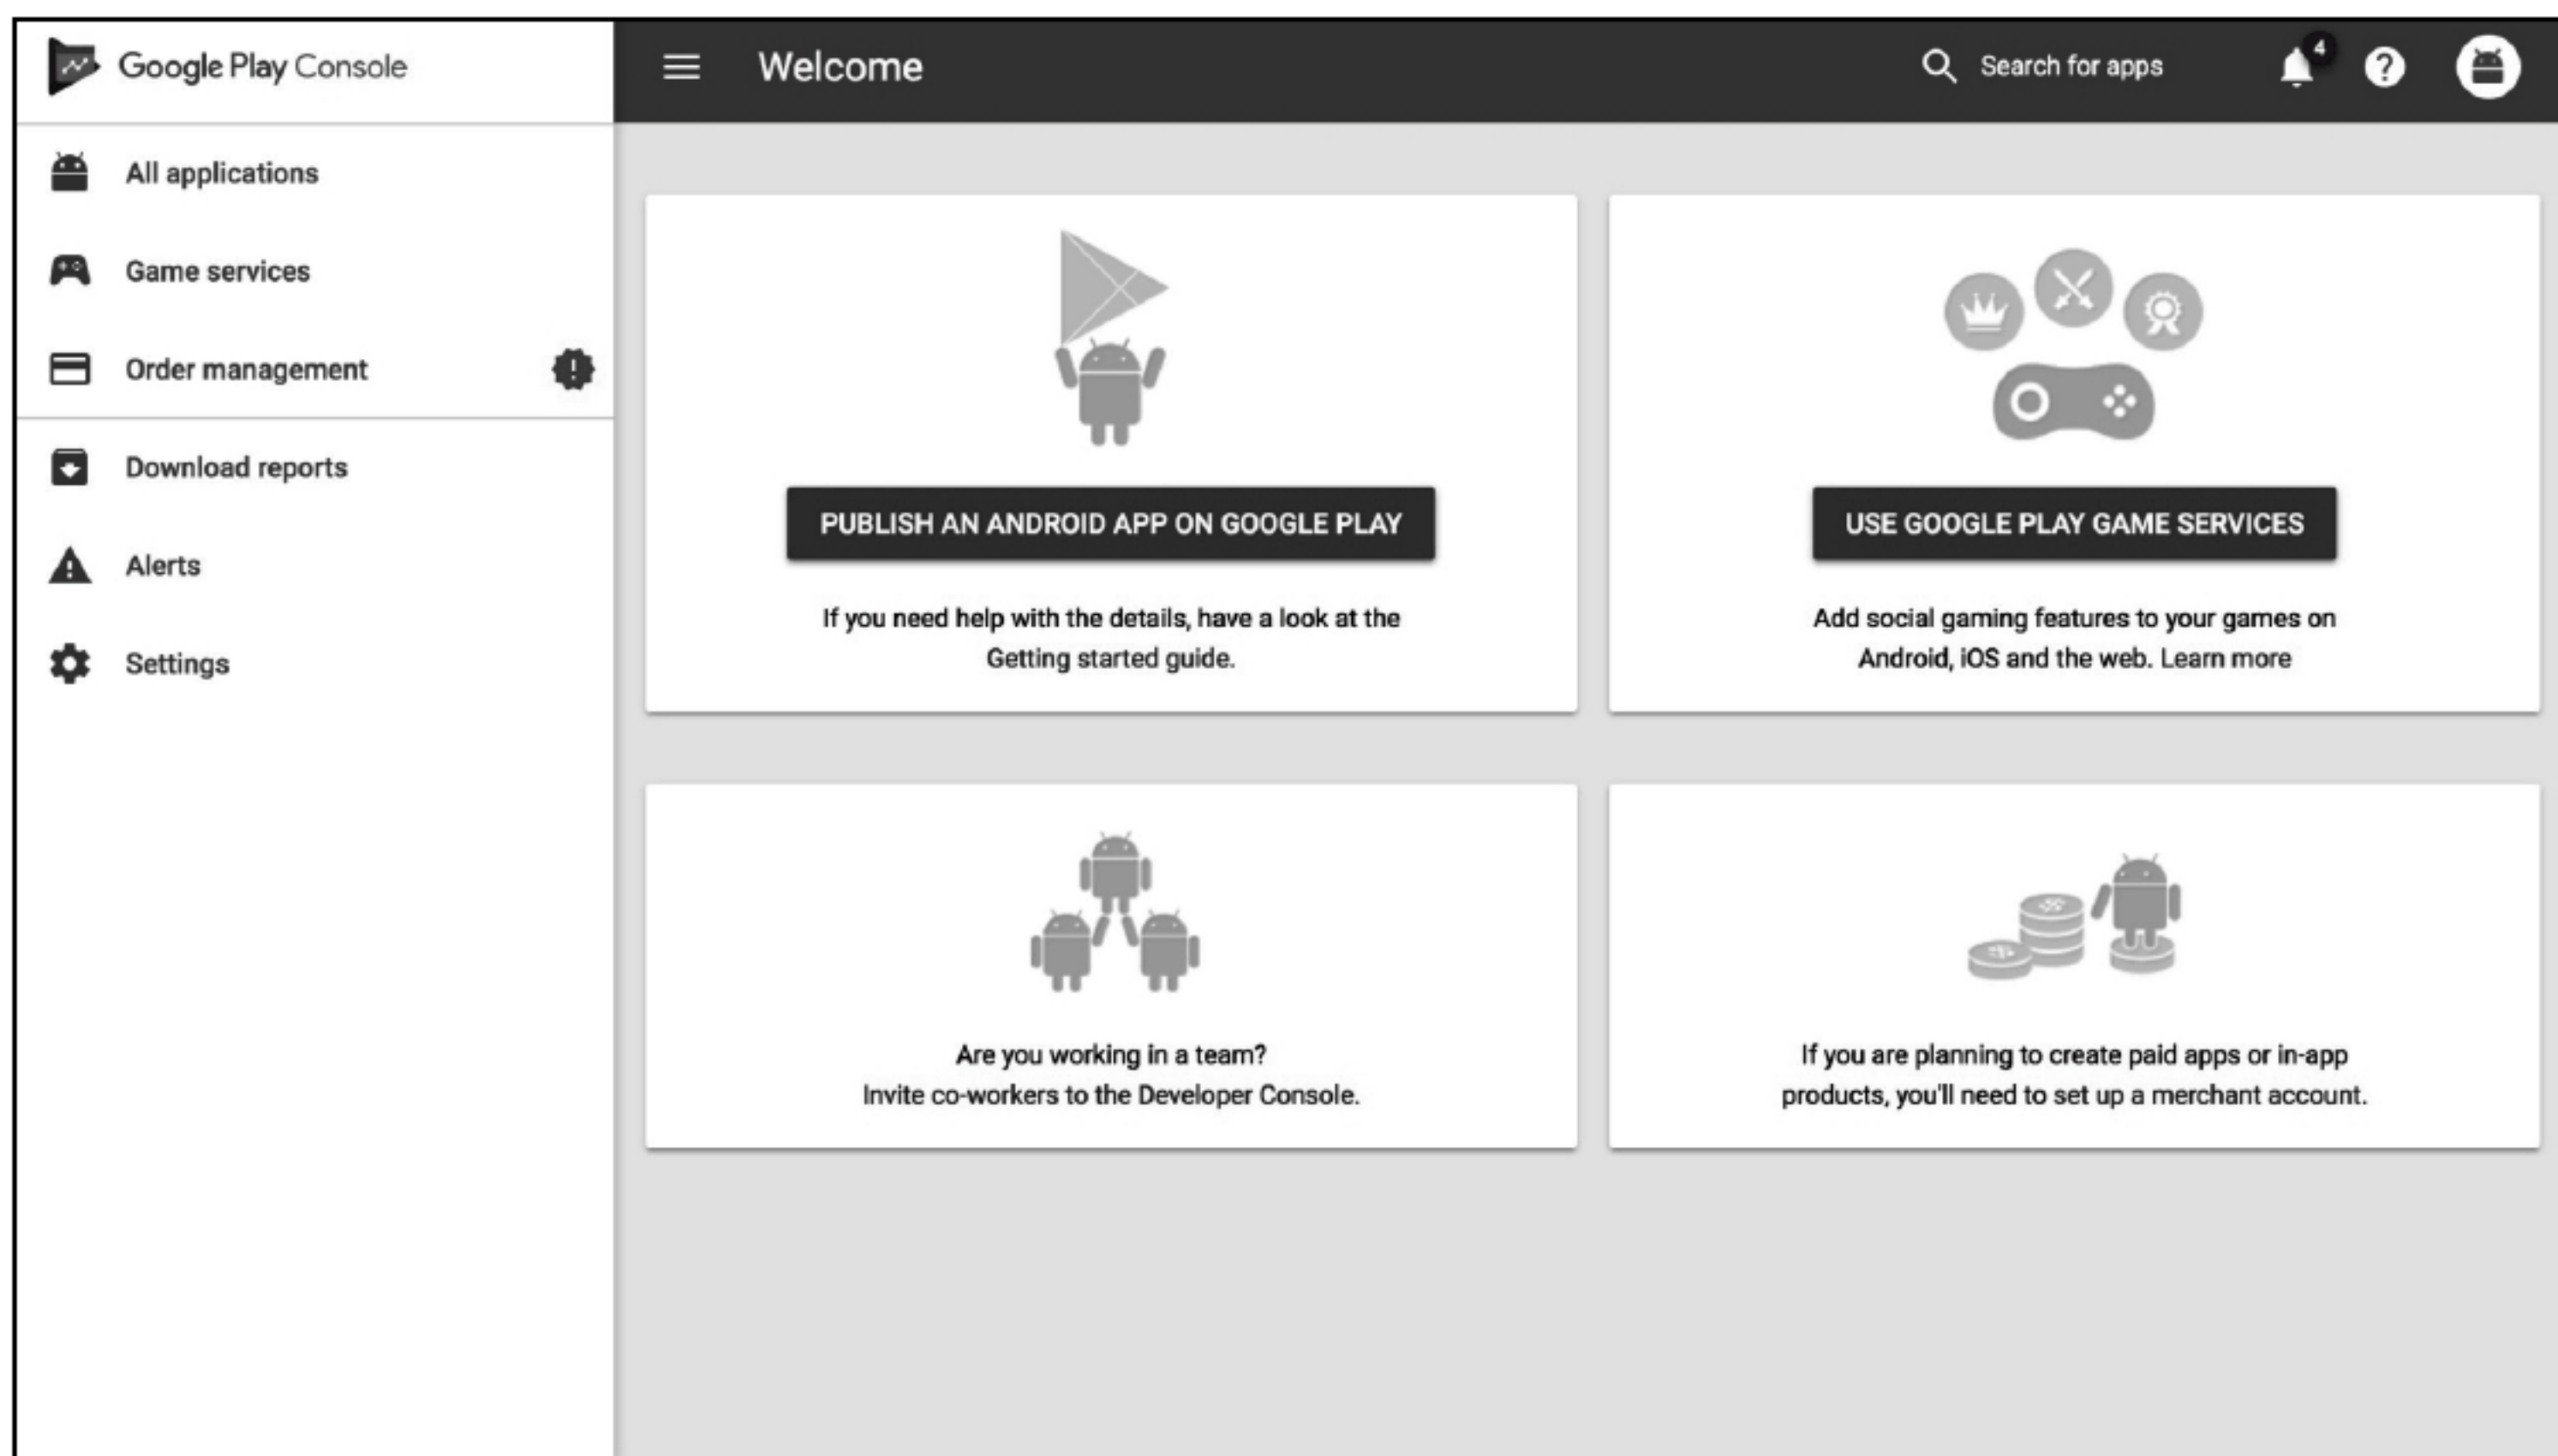 Google Play Console
Welcome
Search for apps
4
All applications
Game services
Order management
Download reports
Alerts
Settings
PUBLISH AN ANDROID APP ON GOOGLE PLAY
If you need help with the details, have a look at the
Getting started guide.
USE GOOGLE PLAY GAME SERVICES
Add social gaming features to your games on
Android, iOS and the web. Learn more
Are you working in a team?
Invite co-workers to the Developer Console.
If you are planning to create paid apps or in-app
products, you'll need to set up a merchant account.